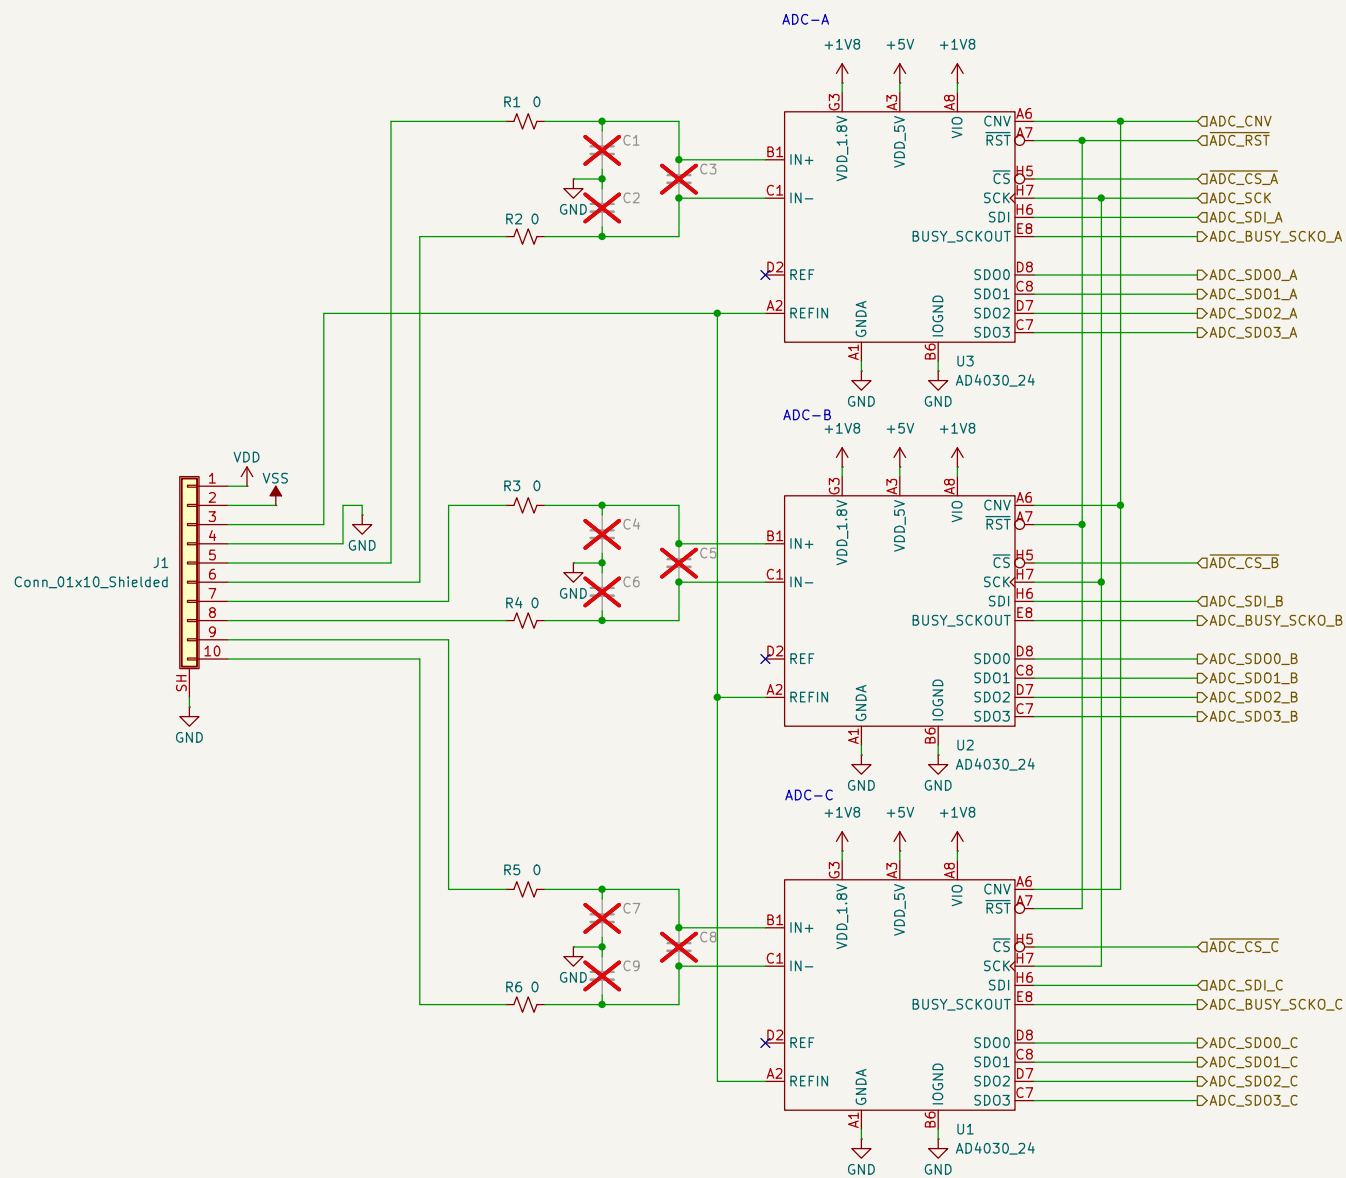 ADC-A
+1V8 +5V +1V8
G3 A3 A8
VDD_1.8V VDD_5V VIO
R1 0
C1
C2
C3
GND
R2 0
B1 IN+
C1 IN-
D2 REF
A2 REFIN
CNV A6 ADC_CNV
RST A7 ADC_RST
CS H5 ADC_CS_A
SCK H7 ADC_SCK
SDI H6 ADC_SDI_A
BUSY_SCKOUT E8 ADC_BUSY_SCKO_A
SDO0 D8 ADC_SDO0_A
SDO1 C8 ADC_SDO1_A
SDO2 D7 ADC_SDO2_A
SDO3 C7 ADC_SDO3_A
GNDA IOGND
A1 B6
GND GND
U3
AD4030_24
ADC-B
+1V8 +5V +1V8
G3 A3 A8
VDD_1.8V VDD_5V VIO
VDD
VSS
1
2
3
4
5
6
7
8
9
10
GND
J1
Conn_01x10_Shielded
SH
GND
R3 0
C4
C6
C5
GND
R4 0
B1 IN+
C1 IN-
D2 REF
A2 REFIN
CNV A6
RST A7
CS H5 ADC_CS_B
SCK H7
SDI H6 ADC_SDI_B
BUSY_SCKOUT E8 ADC_BUSY_SCKO_B
SDO0 D8 ADC_SDO0_B
SDO1 C8 ADC_SDO1_B
SDO2 D7 ADC_SDO2_B
SDO3 C7 ADC_SDO3_B
GNDA IOGND
A1 B6
GND GND
U2
AD4030_24
ADC-C
+1V8 +5V +1V8
G3 A3 A8
VDD_1.8V VDD_5V VIO
R5 0
C7
C9
C8
GND
R6 0
B1 IN+
C1 IN-
D2 REF
A2 REFIN
CNV A6
RST A7
CS H5 ADC_CS_C
SCK H7
SDI H6 ADC_SDI_C
BUSY_SCKOUT E8 ADC_BUSY_SCKO_C
SDO0 D8 ADC_SDO0_C
SDO1 C8 ADC_SDO1_C
SDO2 D7 ADC_SDO2_C
SDO3 C7 ADC_SDO3_C
GNDA IOGND
A1 B6
GND GND
U1
AD4030_24